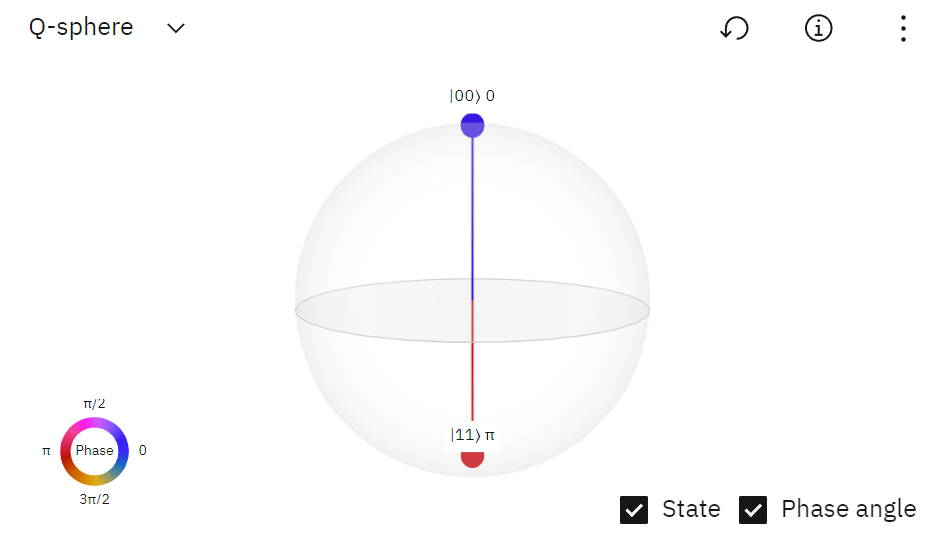 Q-sphere
|00⟩ 0
|11⟩ π
π/2
π Phase 0
3π/2
State Phase angle